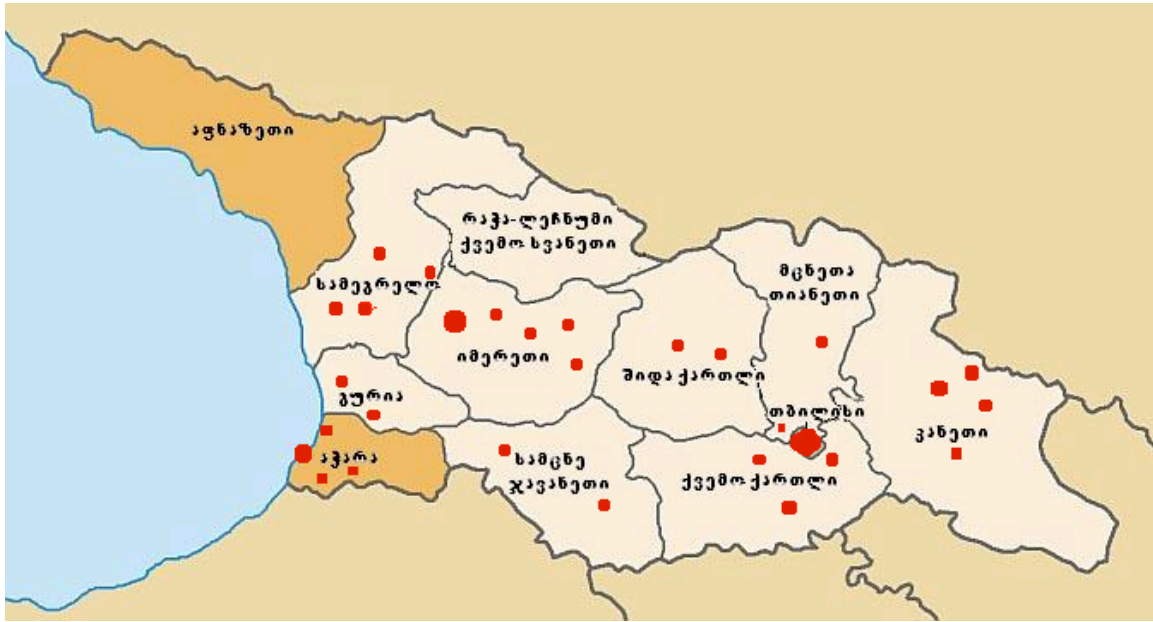 აფხაზეთი
რაჭა-ლეჩხუმი
ქვემო სვანეთი
მცხეთა
თიანეთი
სამეგრელო
იმერეთი
შიდა ქართლი
გურია
თბილისი
კახეთი
აჭარა
სამცხე
ჯავახეთი
ქვემო ქართლი